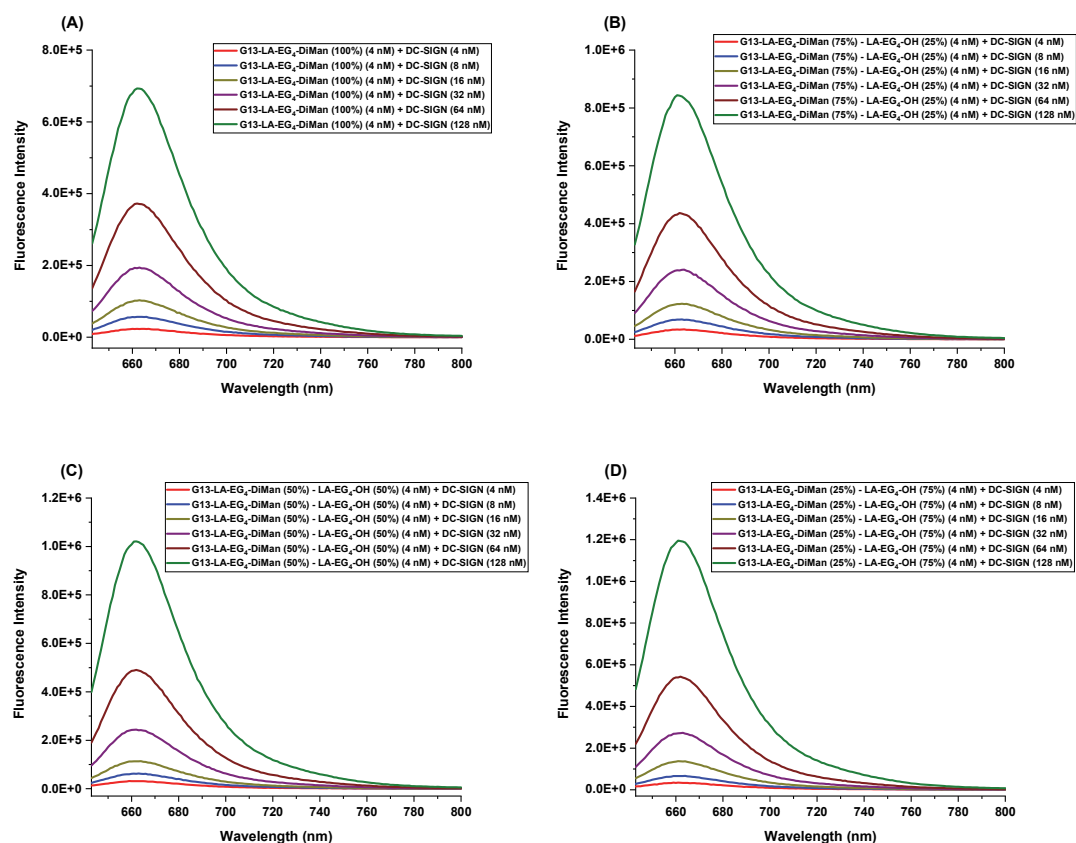 (A)
G13-LA-EG4-DiMan (100%) (4 nM) + DC-SIGN (4 nM)
G13-LA-EG4-DiMan (100%) (4 nM) + DC-SIGN (8 nM)
G13-LA-EG4-DiMan (100%) (4 nM) + DC-SIGN (16 nM)
G13-LA-EG4-DiMan (100%) (4 nM) + DC-SIGN (32 nM)
G13-LA-EG4-DiMan (100%) (4 nM) + DC-SIGN (64 nM)
G13-LA-EG4-DiMan (100%) (4 nM) + DC-SIGN (128 nM)
Fluorescence Intensity
8.0E+5
6.0E+5
4.0E+5
2.0E+5
0.0E+0
660 680 700 720 740 760 780 800
Wavelength (nm)
(B)
G13-LA-EG4-DiMan (75%) - LA-EG4-OH (25%) (4 nM) + DC-SIGN (4 nM)
G13-LA-EG4-DiMan (75%) - LA-EG4-OH (25%) (4 nM) + DC-SIGN (8 nM)
G13-LA-EG4-DiMan (75%) - LA-EG4-OH (25%) (4 nM) + DC-SIGN (16 nM)
G13-LA-EG4-DiMan (75%) - LA-EG4-OH (25%) (4 nM) + DC-SIGN (32 nM)
G13-LA-EG4-DiMan (75%) - LA-EG4-OH (25%) (4 nM) + DC-SIGN (64 nM)
G13-LA-EG4-DiMan (75%) - LA-EG4-OH (25%) (4 nM) + DC-SIGN (128 nM)
Fluorescence Intensity
1.0E+6
8.0E+5
6.0E+5
4.0E+5
2.0E+5
0.0E+0
660 680 700 720 740 760 780 800
Wavelength (nm)
(C)
G13-LA-EG4-DiMan (50%) - LA-EG4-OH (50%) (4 nM) + DC-SIGN (4 nM)
G13-LA-EG4-DiMan (50%) - LA-EG4-OH (50%) (4 nM) + DC-SIGN (8 nM)
G13-LA-EG4-DiMan (50%) - LA-EG4-OH (50%) (4 nM) + DC-SIGN (16 nM)
G13-LA-EG4-DiMan (50%) - LA-EG4-OH (50%) (4 nM) + DC-SIGN (32 nM)
G13-LA-EG4-DiMan (50%) - LA-EG4-OH (50%) (4 nM) + DC-SIGN (64 nM)
G13-LA-EG4-DiMan (50%) - LA-EG4-OH (50%) (4 nM) + DC-SIGN (128 nM)
Fluorescence Intensity
1.2E+6
1.0E+6
8.0E+5
6.0E+5
4.0E+5
2.0E+5
0.0E+0
660 680 700 720 740 760 780 800
Wavelength (nm)
(D)
G13-LA-EG4-DiMan (25%) - LA-EG4-OH (75%) (4 nM) + DC-SIGN (4 nM)
G13-LA-EG4-DiMan (25%) - LA-EG4-OH (75%) (4 nM) + DC-SIGN (8 nM)
G13-LA-EG4-DiMan (25%) - LA-EG4-OH (75%) (4 nM) + DC-SIGN (16 nM)
G13-LA-EG4-DiMan (25%) - LA-EG4-OH (75%) (4 nM) + DC-SIGN (32 nM)
G13-LA-EG4-DiMan (25%) - LA-EG4-OH (75%) (4 nM) + DC-SIGN (64 nM)
G13-LA-EG4-DiMan (25%) - LA-EG4-OH (75%) (4 nM) + DC-SIGN (128 nM)
Fluorescence Intensity
1.4E+6
1.2E+6
1.0E+6
8.0E+5
6.0E+5
4.0E+5
2.0E+5
0.0E+0
660 680 700 720 740 760 780 800
Wavelength (nm)